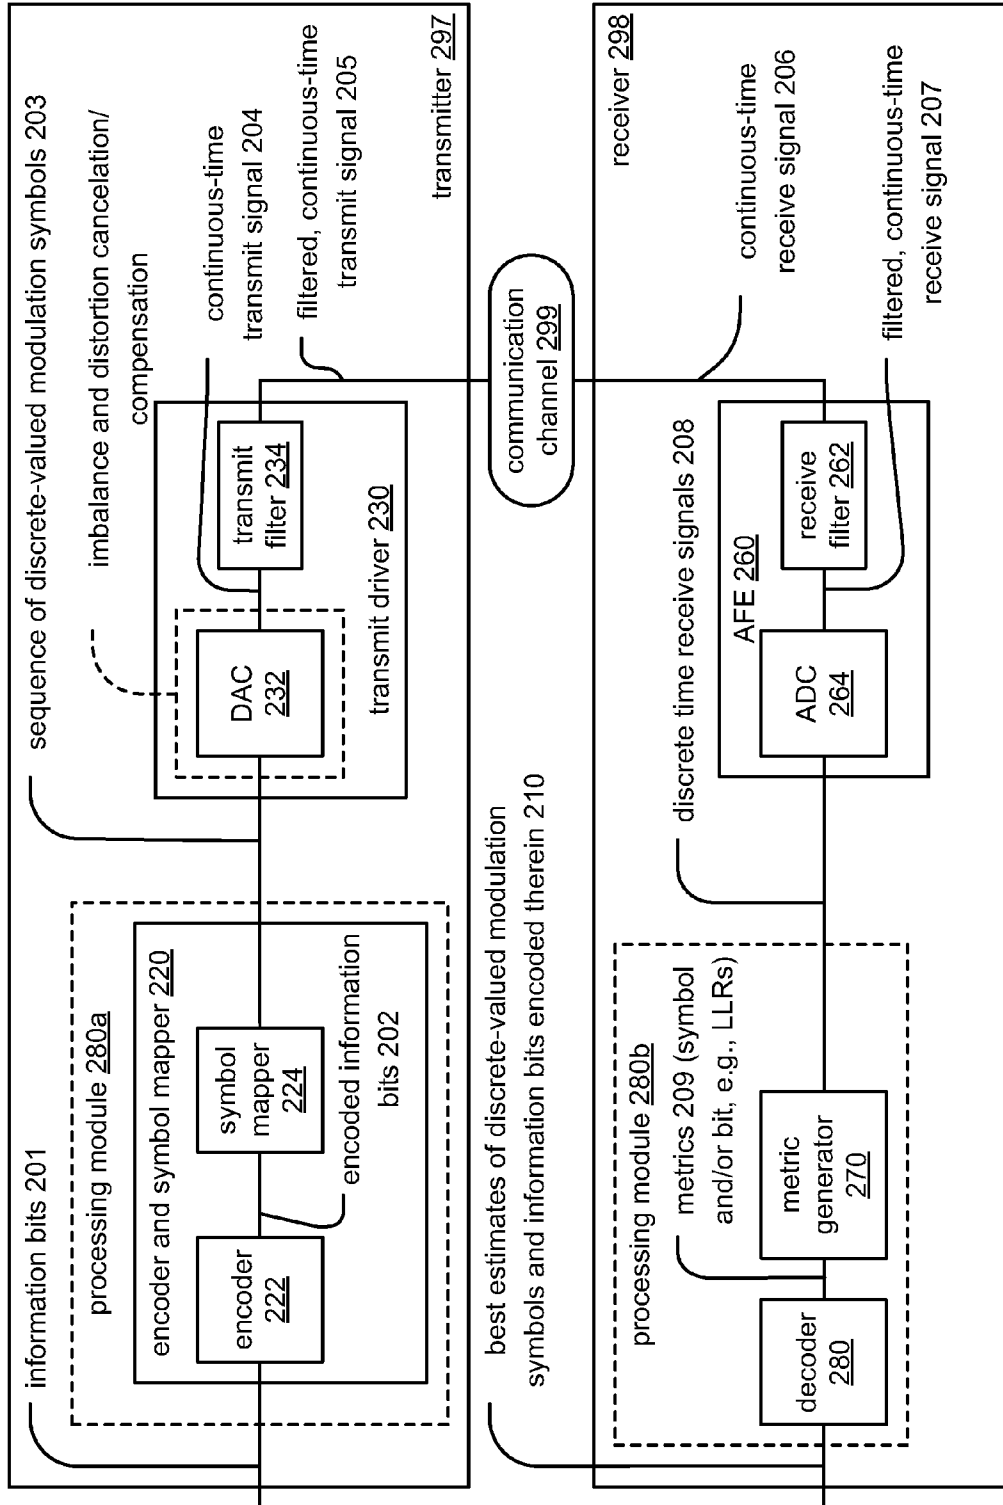 information bits 201
processing module 280a
encoder and symbol mapper 220
encoder
222
symbol
mapper
224
encoded information
bits 202
sequence of discrete-valued modulation symbols 203
imbalance and distortion cancelation/
compensation
DAC
232
transmit
filter 234
transmit driver 230
continuous-time
transmit signal 204
filtered, continuous-time
transmit signal 205
transmitter 297
communication
channel 299
best estimates of discrete-valued modulation
symbols and information bits encoded therein 210
processing module 280b
metrics 209 (symbol
and/or bit, e.g., LLRs)
decoder
280
metric
generator
270
discrete time receive signals 208
AFE 260
ADC
264
receive
filter 262
receiver 298
continuous-time
receive signal 206
filtered, continuous-time
receive signal 207